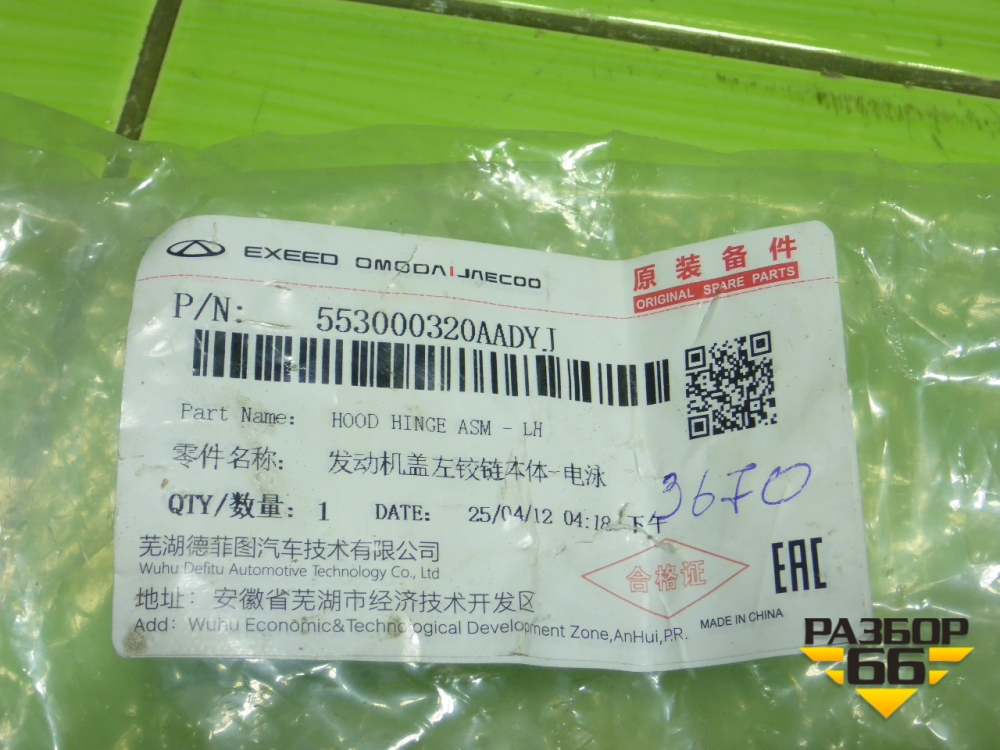 EXEED OMODA | JAECOO
原装备件
ORIGINAL SPARE PARTS
P/N: 553000320AADYJ
Part Name: HOOD HINGE ASM - LH
零件名称: 发动机盖左铰链本体-电泳
3670
QTY/数量: 1 DATE: 25/04/12 04:18 下午
芜湖德菲图汽车技术有限公司
Wuhu Defitu Automotive Technology Co., Ltd
合格证
EAC
地址: 安徽省芜湖市经济技术开发区
Add: Wuhu Economic&Technological Development Zone,AnHui,P.R.
MADE IN CHINA
РАЗБОР
66